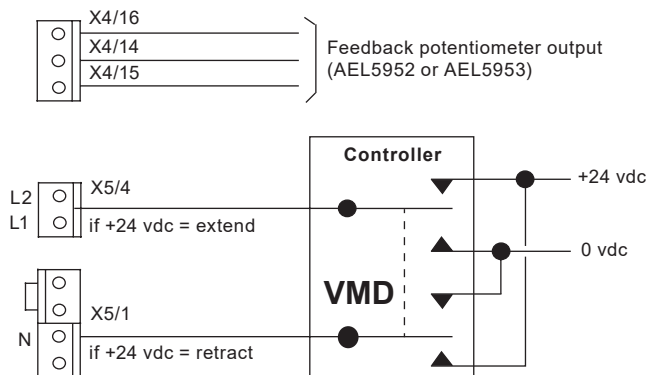 X4/16
X4/14
X4/15
Feedback potentiometer output
(AEL5952 or AEL5953)
Controller
+24 vdc
L2
X5/4
L1
if +24 vdc = extend
0 vdc
VMD
X5/1
N
if +24 vdc = retract